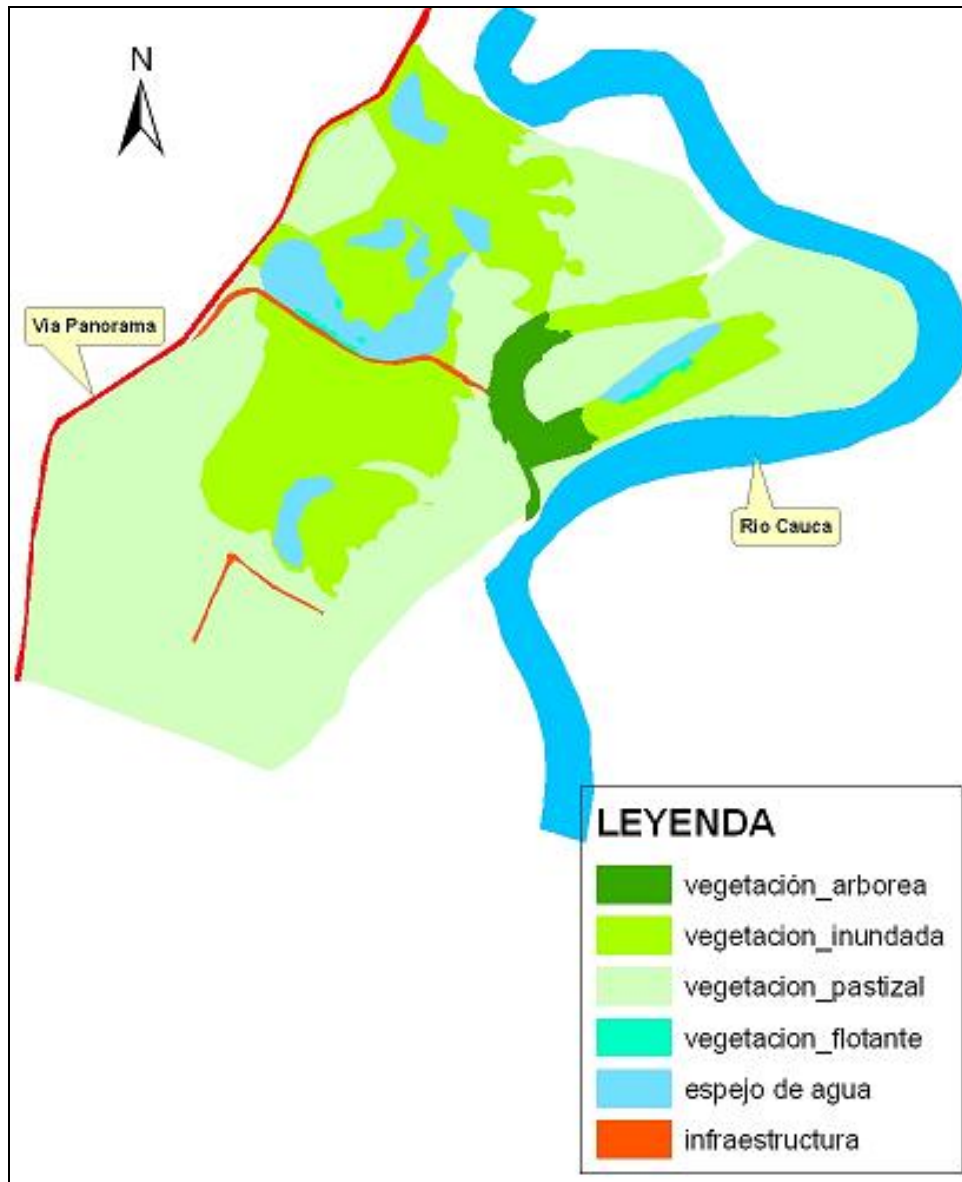 N
Via Panorama
Rio Cauca
LEYENDA
vegetación_arborea
vegetacion_inundada
vegetacion_pastizal
vegetacion_flotante
espejo de agua
infraestructura